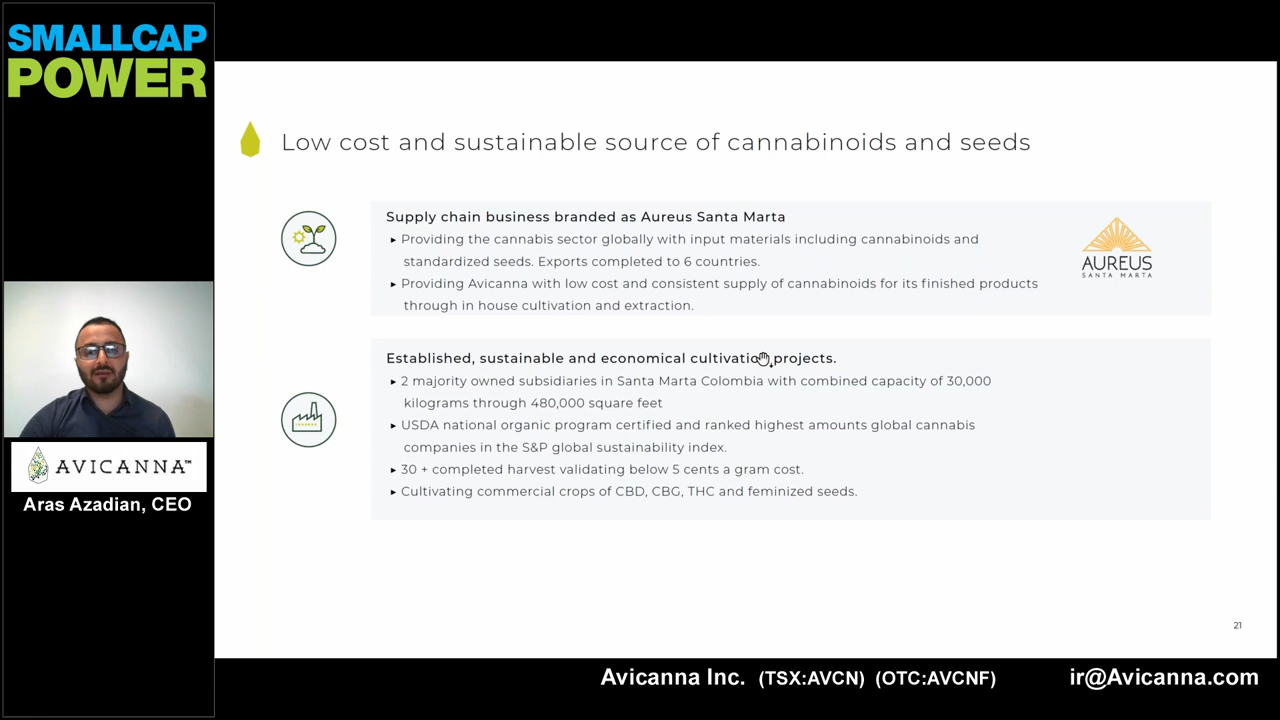 SMALLCAP
POWER
Low cost and sustainable source of cannabinoids and seeds
Supply chain business branded as Aureus Santa Marta
▸ Providing the cannabis sector globally with input materials including cannabinoids and
standardized seeds. Exports completed to 6 countries.
▸ Providing Avicanna with low cost and consistent supply of cannabinoids for its finished products
through in house cultivation and extraction.
AUREUS
SANTA MARTA
Established, sustainable and economical cultivation projects.
▸ 2 majority owned subsidiaries in Santa Marta Colombia with combined capacity of 30,000
kilograms through 480,000 square feet
▸ USDA national organic program certified and ranked highest amounts global cannabis
companies in the S&P global sustainability index.
▸ 30 + completed harvest validating below 5 cents a gram cost.
▸ Cultivating commercial crops of CBD, CBG, THC and feminized seeds.
AVICANNA™
Aras Azadian, CEO
21
Avicanna Inc. (TSX:AVCN) (OTC:AVCNF) ir@Avicanna.com